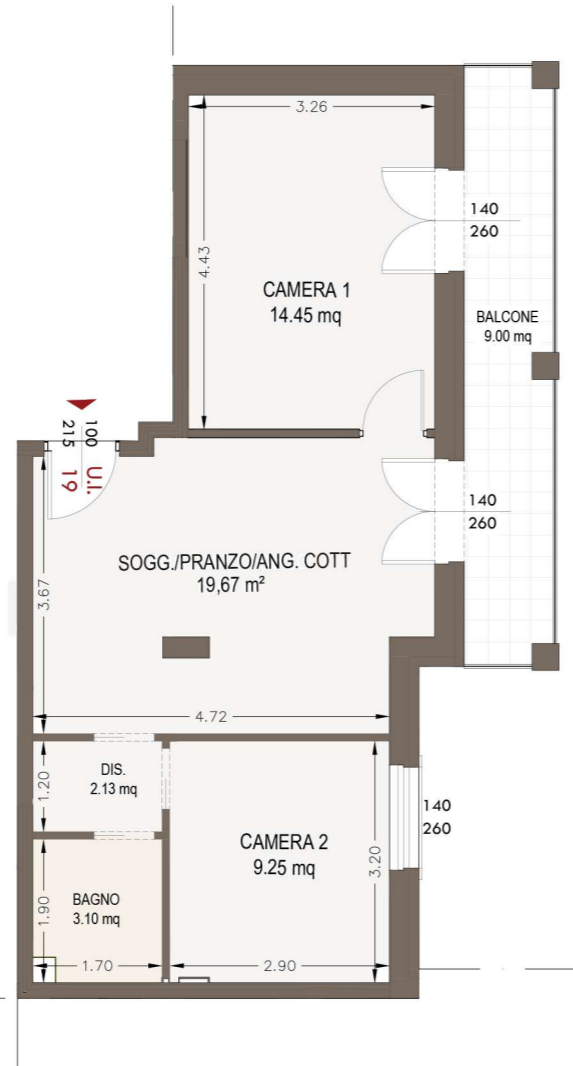 3.26
4.43
140
260
CAMERA 1
14.45 mq
BALCONE
9.00 mq
100
215
U.I.
19
140
260
SOGG./PRANZO/ANG. COTT
19,67 m²
3.67
4.72
1.20
DIS.
2.13 mq
140
260
CAMERA 2
9.25 mq
3.20
1.90
BAGNO
3.10 mq
1.70
2.90